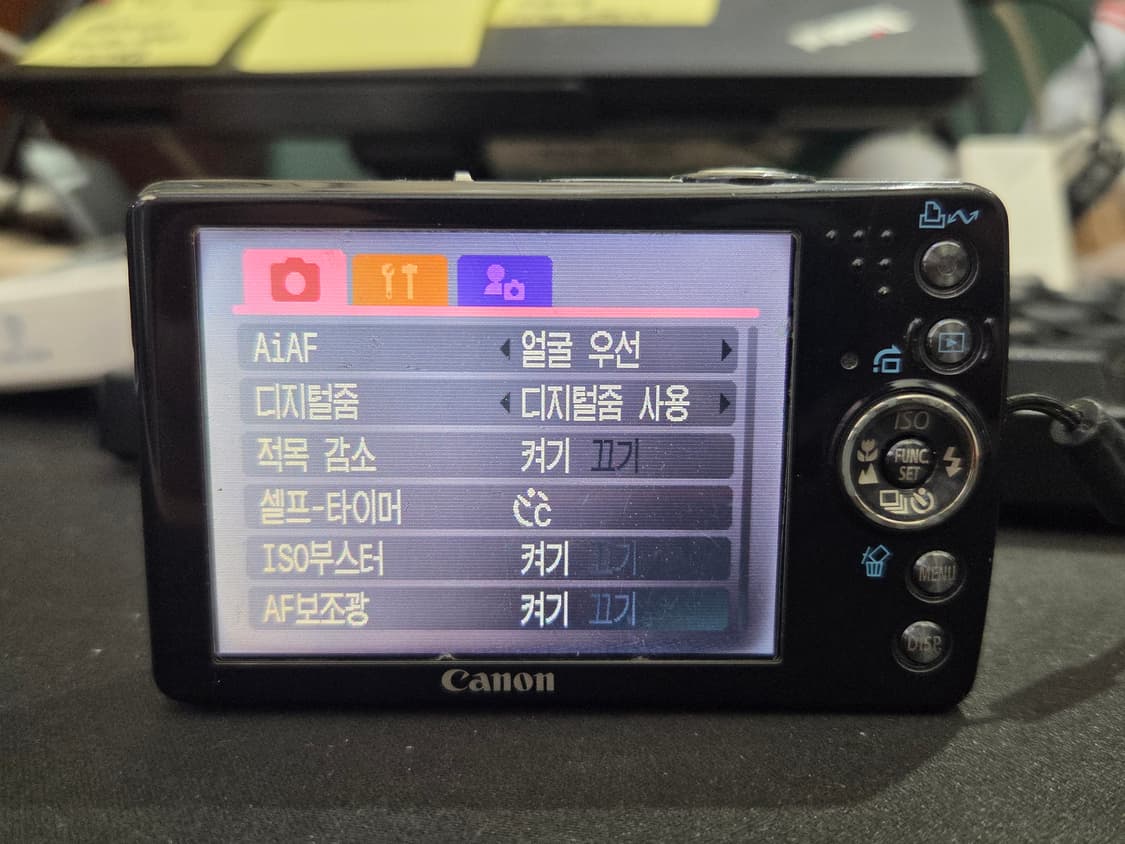 AiAF 얼굴 우선
디지털줌 디지털줌 사용
적목 감소 켜기 끄기
셀프-타이머 C
ISO부스터 켜기 끄기
AF보조광 켜기 끄기
Canon
ISO
FUNC.
SET
MENU
DISP.